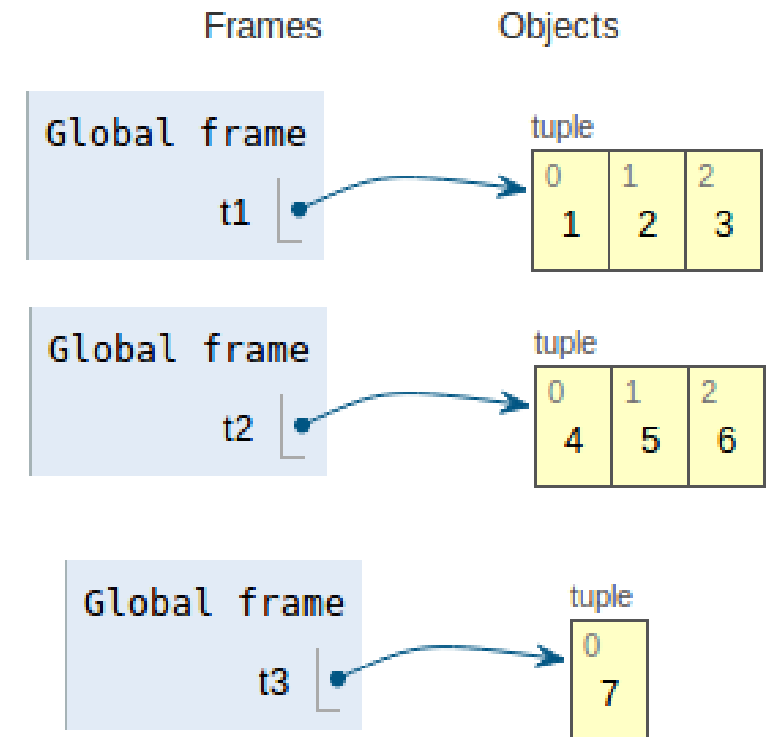 Frames Objects
Global frame
tuple
0 1 2
t1
1 2 3
Global frame
tuple
0 1 2
t2
4 5 6
Global frame
tuple
0
t3
7